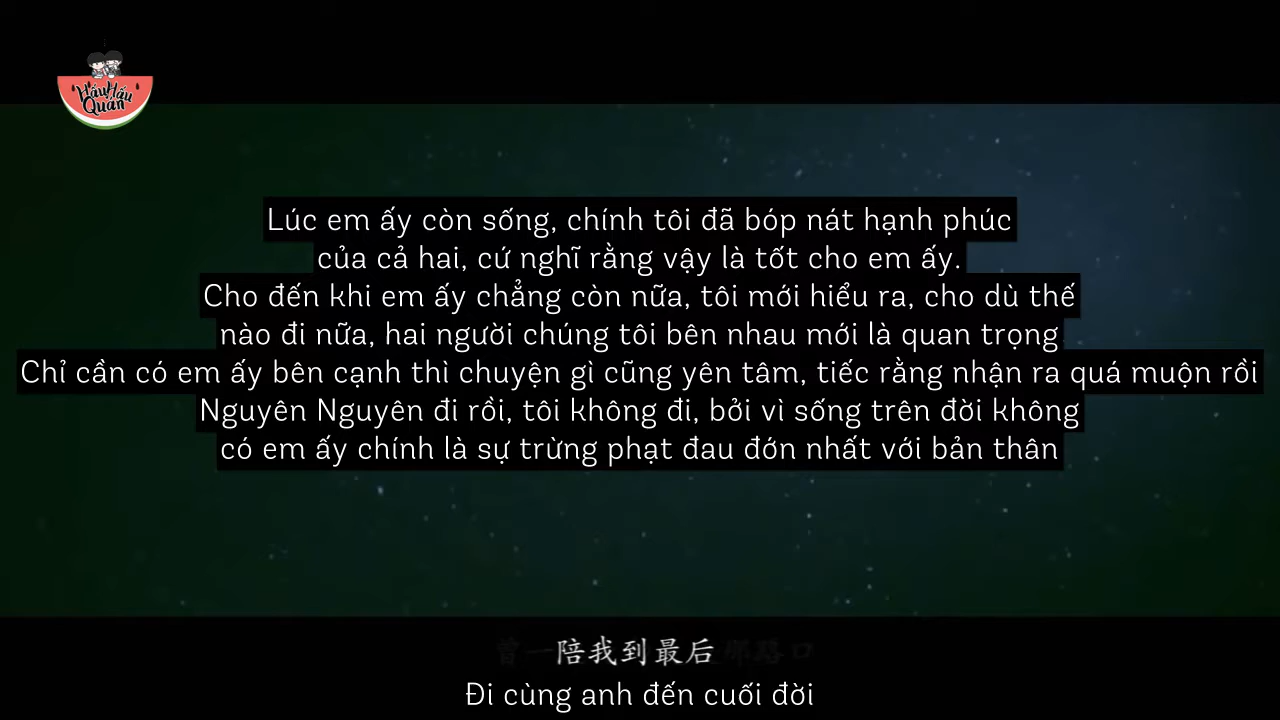 Hấu Hấu
Quán
Lúc em ấy còn sống, chính tôi đã bóp nát hạnh phúc
của cả hai, cứ nghĩ rằng vậy là tốt cho em ấy.
Cho đến khi em ấy chẳng còn nữa, tôi mới hiểu ra, cho dù thế
nào đi nữa, hai người chúng tôi bên nhau mới là quan trọng
Chỉ cần có em ấy bên cạnh thì chuyện gì cũng yên tâm, tiếc rằng nhận ra quá muộn rồi
Nguyên Nguyên đi rồi, tôi không đi, bởi vì sống trên đời không
có em ấy chính là sự trừng phạt đau đớn nhất với bản thân
陪我到最后
Đi cùng anh đến cuối đời